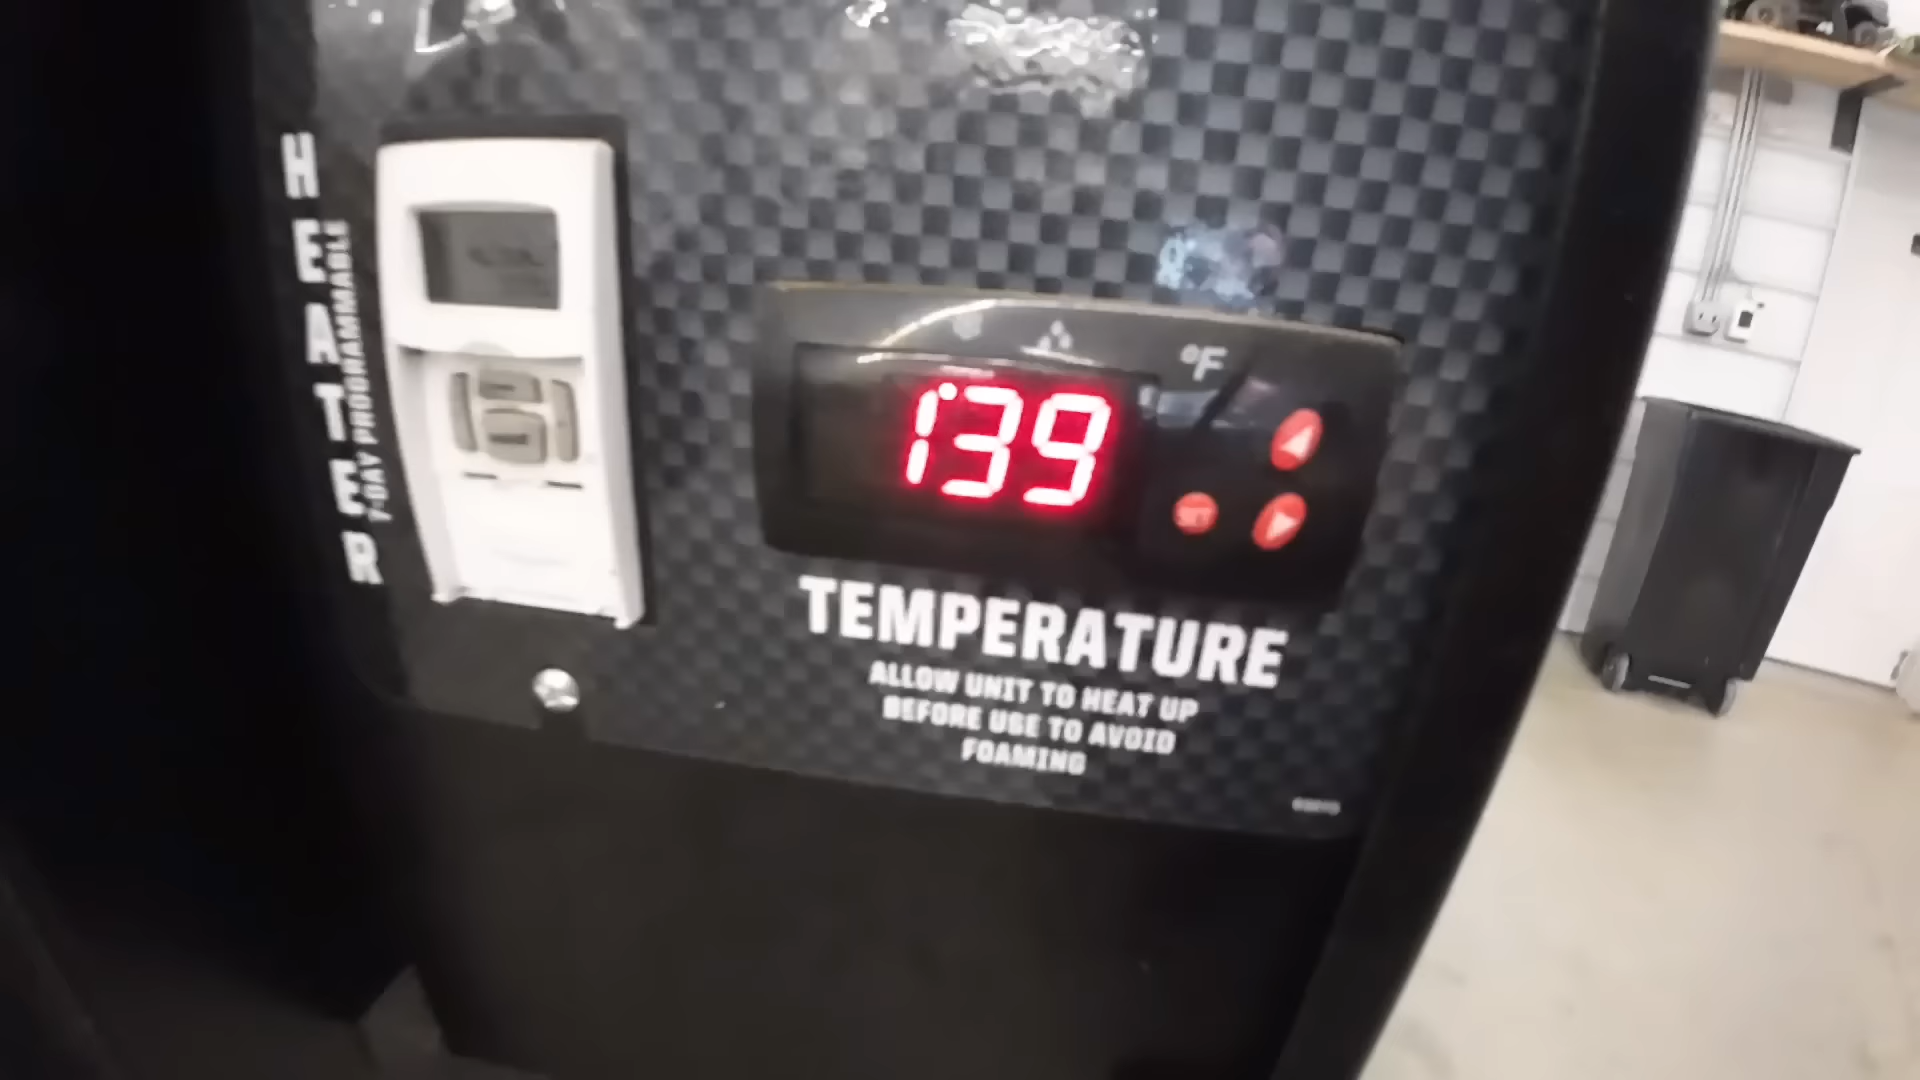 HEATER
7-DAY PROGRAMMABLE
°F
139
SET
TEMPERATURE
ALLOW UNIT TO HEAT UP
BEFORE USE TO AVOID
FOAMING